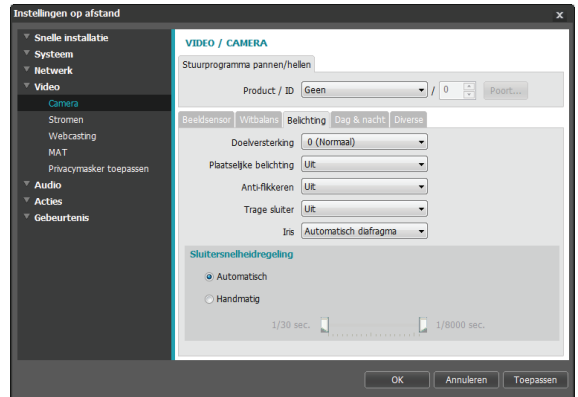 Instellingen op afstand x
Snelle installatie
Systeem
Netwerk
Video
Camera
Stromen
Webcasting
MAT
Privacymasker toepassen
Audio
Acties
Gebeurtenis
VIDEO / CAMERA
Stuurprogramma pannen/hellen
Product / ID Geen / 0 Poort...
Beeldsensor Witbalans Belichting Dag & nacht Diverse
Doelversterking 0 (Normaal)
Plaatselijke belichting Uit
Anti-flikkeren Uit
Trage sluiter Uit
Iris Automatisch diafragma
Sluitersnelheidregeling
Automatisch
Handmatig
1/30 sec. 1/8000 sec.
OK Annuleren Toepassen